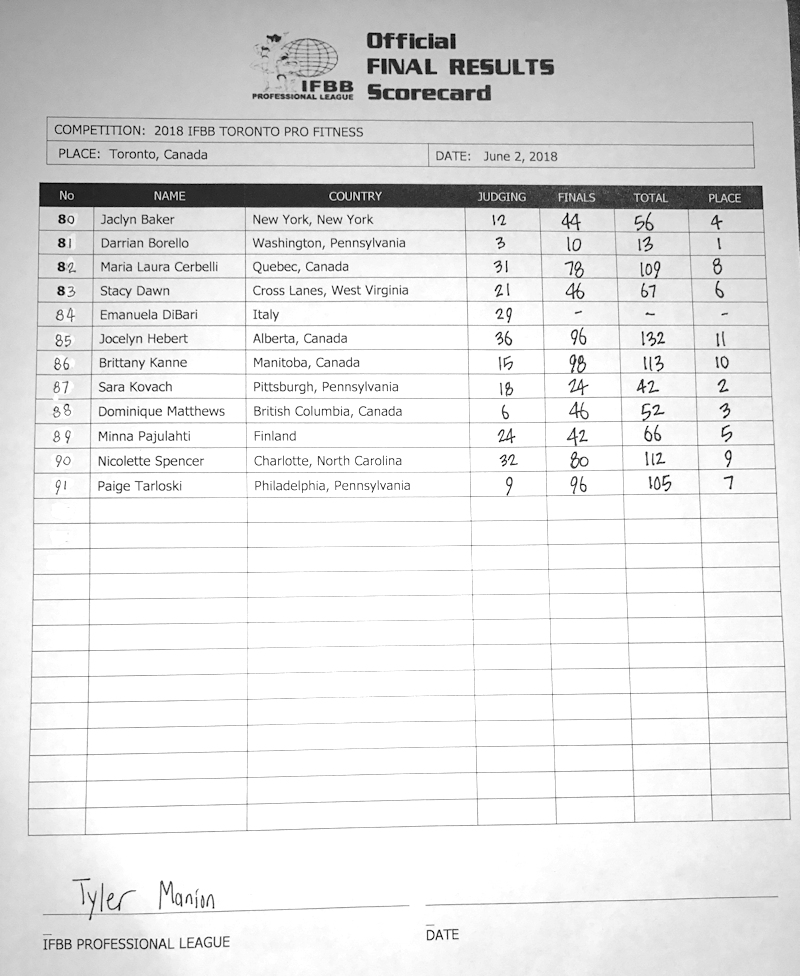 Official
FINAL RESULTS
Scorecard
IFBB
PROFESSIONAL LEAGUE
COMPETITION: 2018 IFBB TORONTO PRO FITNESS
PLACE: Toronto, Canada DATE: June 2, 2018
No NAME COUNTRY JUDGING FINALS TOTAL PLACE
80 Jaclyn Baker New York, New York 12 44 56 4
81 Darrian Borello Washington, Pennsylvania 3 10 13 1
82 Maria Laura Cerbelli Quebec, Canada 31 78 109 8
83 Stacy Dawn Cross Lanes, West Virginia 21 46 67 6
84 Emanuela DiBari Italy 29 - - -
85 Jocelyn Hebert Alberta, Canada 36 96 132 11
86 Brittany Kanne Manitoba, Canada 15 98 113 10
87 Sara Kovach Pittsburgh, Pennsylvania 18 24 42 2
88 Dominique Matthews British Columbia, Canada 6 46 52 3
89 Minna Pajulahti Finland 24 42 66 5
90 Nicolette Spencer Charlotte, North Carolina 32 80 112 9
91 Paige Tarloski Philadelphia, Pennsylvania 9 96 105 7
Tyler Manion
IFBB PROFESSIONAL LEAGUE DATE